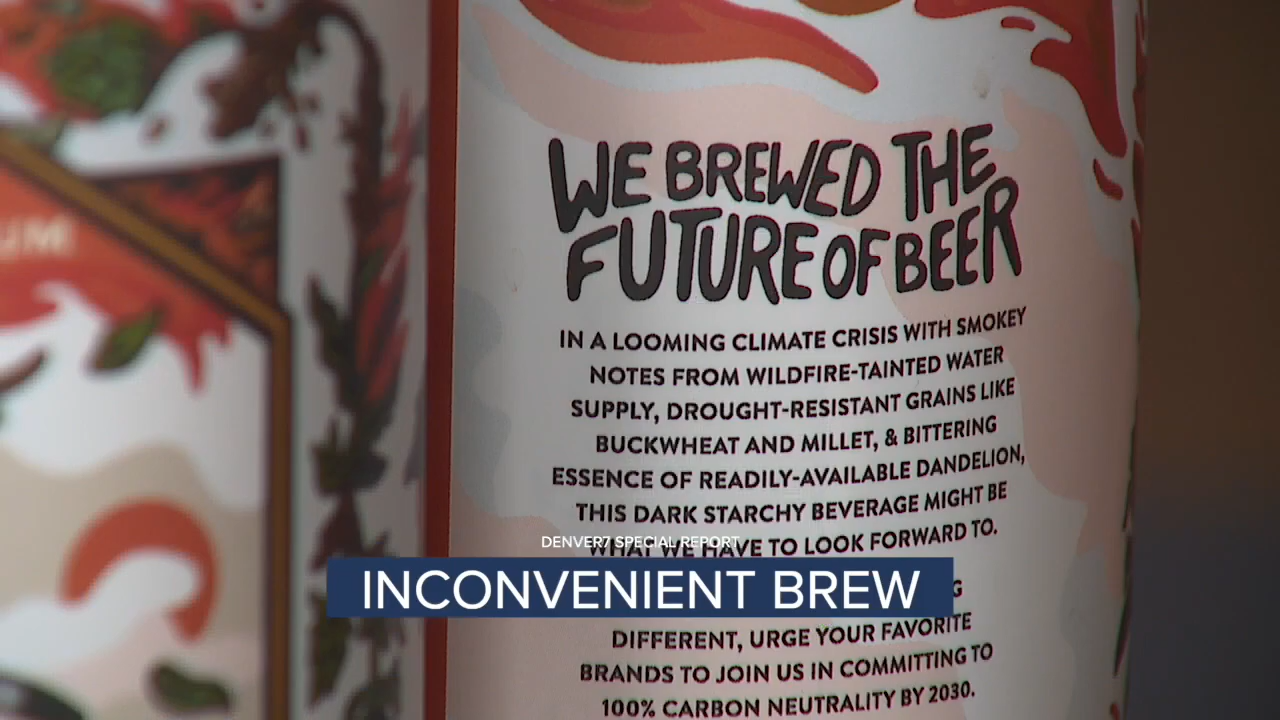 UM
WE BREWED THE
FUTURE OF BEER
IN A LOOMING CLIMATE CRISIS WITH SMOKEY
NOTES FROM WILDFIRE-TAINTED WATER
SUPPLY, DROUGHT-RESISTANT GRAINS LIKE
BUCKWHEAT AND MILLET, & BITTERING
ESSENCE OF READILY-AVAILABLE DANDELION,
THIS DARK STARCHY BEVERAGE MIGHT BE
WHAT WE HAVE TO LOOK FORWARD TO.
DENVER7 SPECIAL REPORT
INCONVENIENT BREW
G
DIFFERENT, URGE YOUR FAVORITE
BRANDS TO JOIN US IN COMMITTING TO
100% CARBON NEUTRALITY BY 2030.